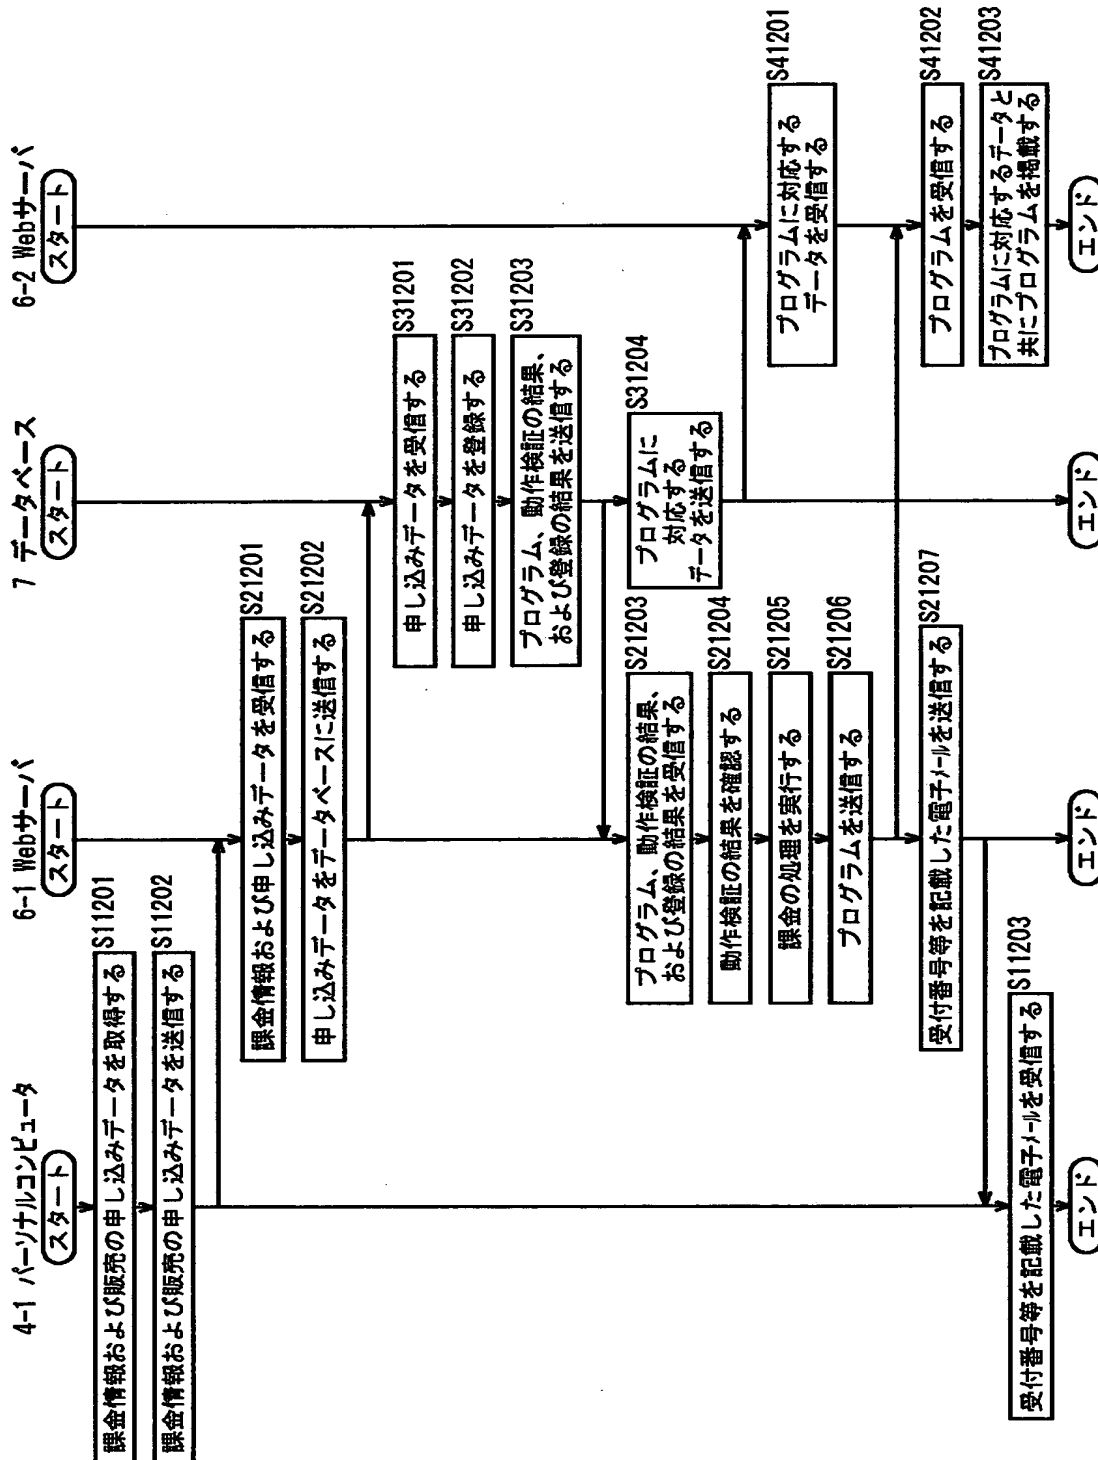 4-1 パーソナルコンピュータ
スタート
課金情報および販売の申し込みデータを取得する
S11201
課金情報および販売の申し込みデータを送信する
S11202
受付番号等を記載した電子メールを受信する
S11203
エンド
6-1 Webサーバ
スタート
課金情報および申し込みデータを受信する
S21201
申し込みデータをデータベースに送信する
S21202
プログラム、動作検証の結果、
および登録の結果を受信する
S21203
動作検証の結果を確認する
S21204
課金の処理を実行する
S21205
プログラムを送信する
S21206
受付番号等を記載した電子メールを送信する
S21207
エンド
7 データベース
スタート
申し込みデータを受信する
S31201
申し込みデータを登録する
S31202
プログラム、動作検証の結果、
および登録の結果を送信する
S31203
プログラムに
対応する
データを送信する
S31204
エンド
6-2 Webサーバ
スタート
プログラムに対応する
データを受信する
S41201
プログラムを受信する
S41202
プログラムに対応するデータと
共にプログラムを掲載する
S41203
エンド